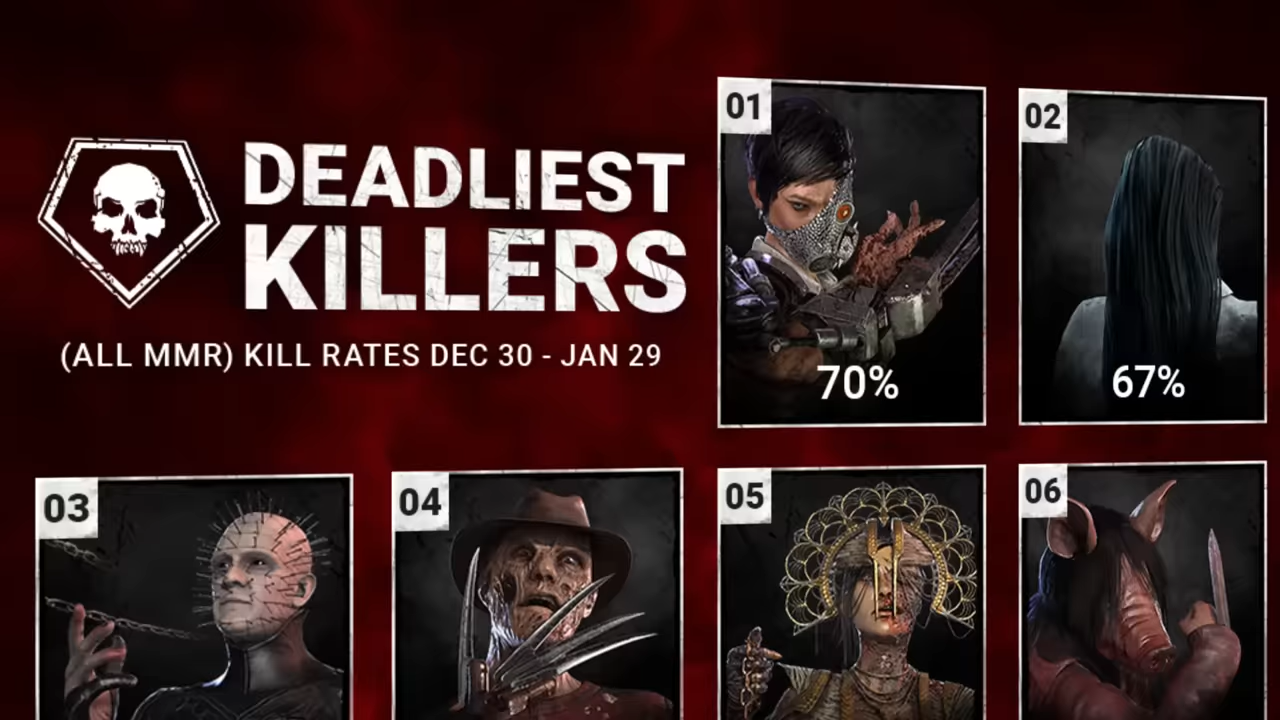 DEADLIEST
KILLERS
(ALL MMR) KILL RATES DEC 30 - JAN 29
01
70%
02
67%
03
04
05
06